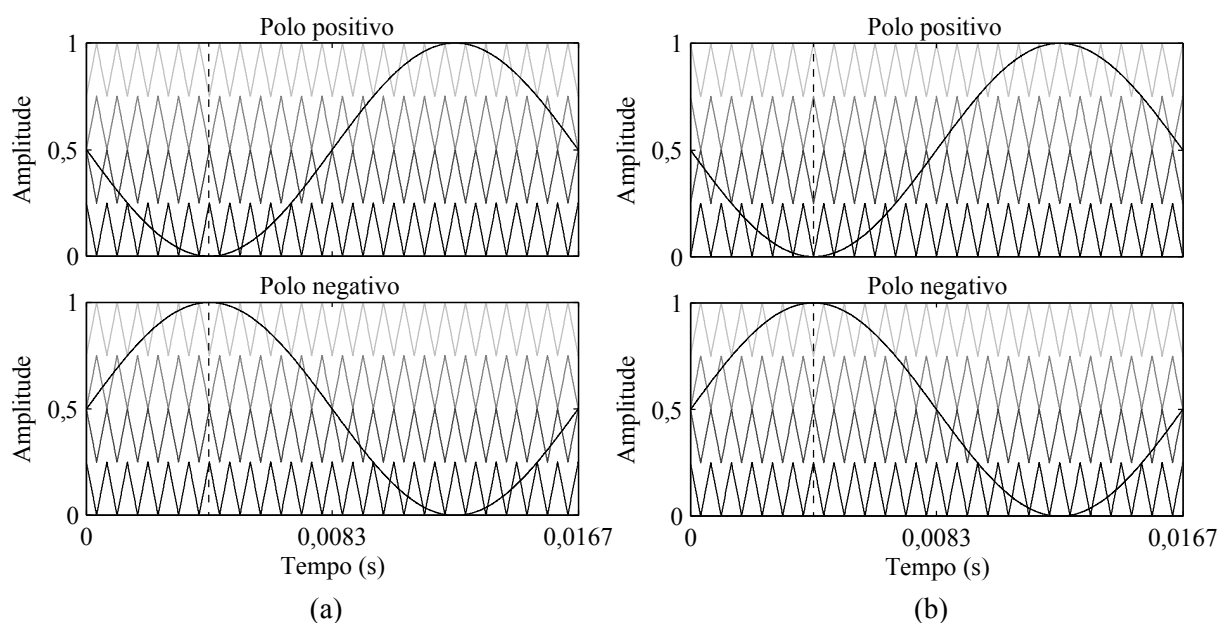 Polo positivo
Amplitude
1
0,5
0
Polo negativo
Amplitude
1
0,5
0
0
0,0083
0,0167
Tempo (s)
(a)
Polo positivo
Amplitude
1
0,5
0
Polo negativo
Amplitude
1
0,5
0
0
0,0083
0,0167
Tempo (s)
(b)